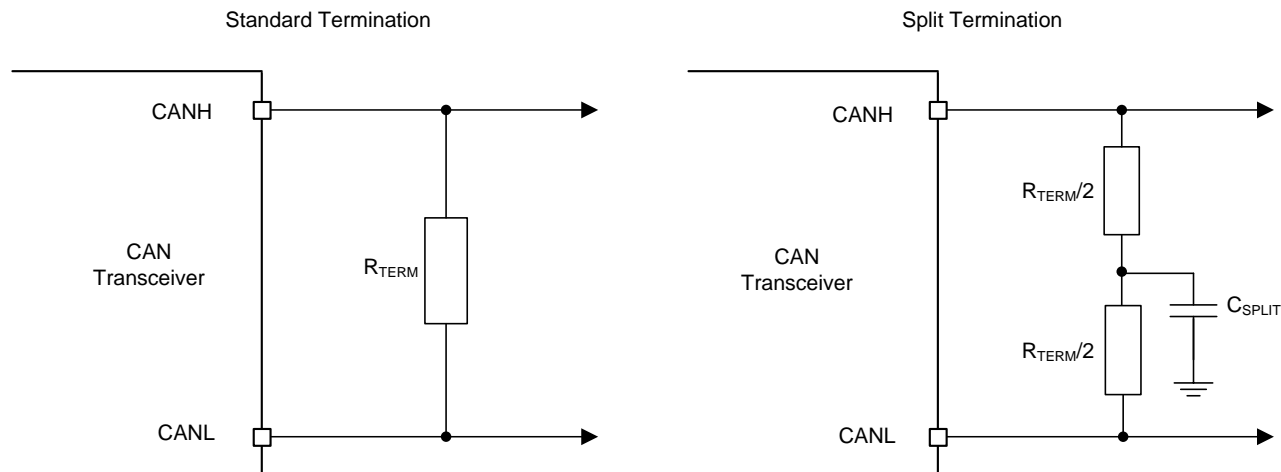 Standard Termination
CANH
CAN
Transceiver
RTERM
CANL
Split Termination
CANH
CAN
Transceiver
RTERM/2
CSPLIT
RTERM/2
CANL